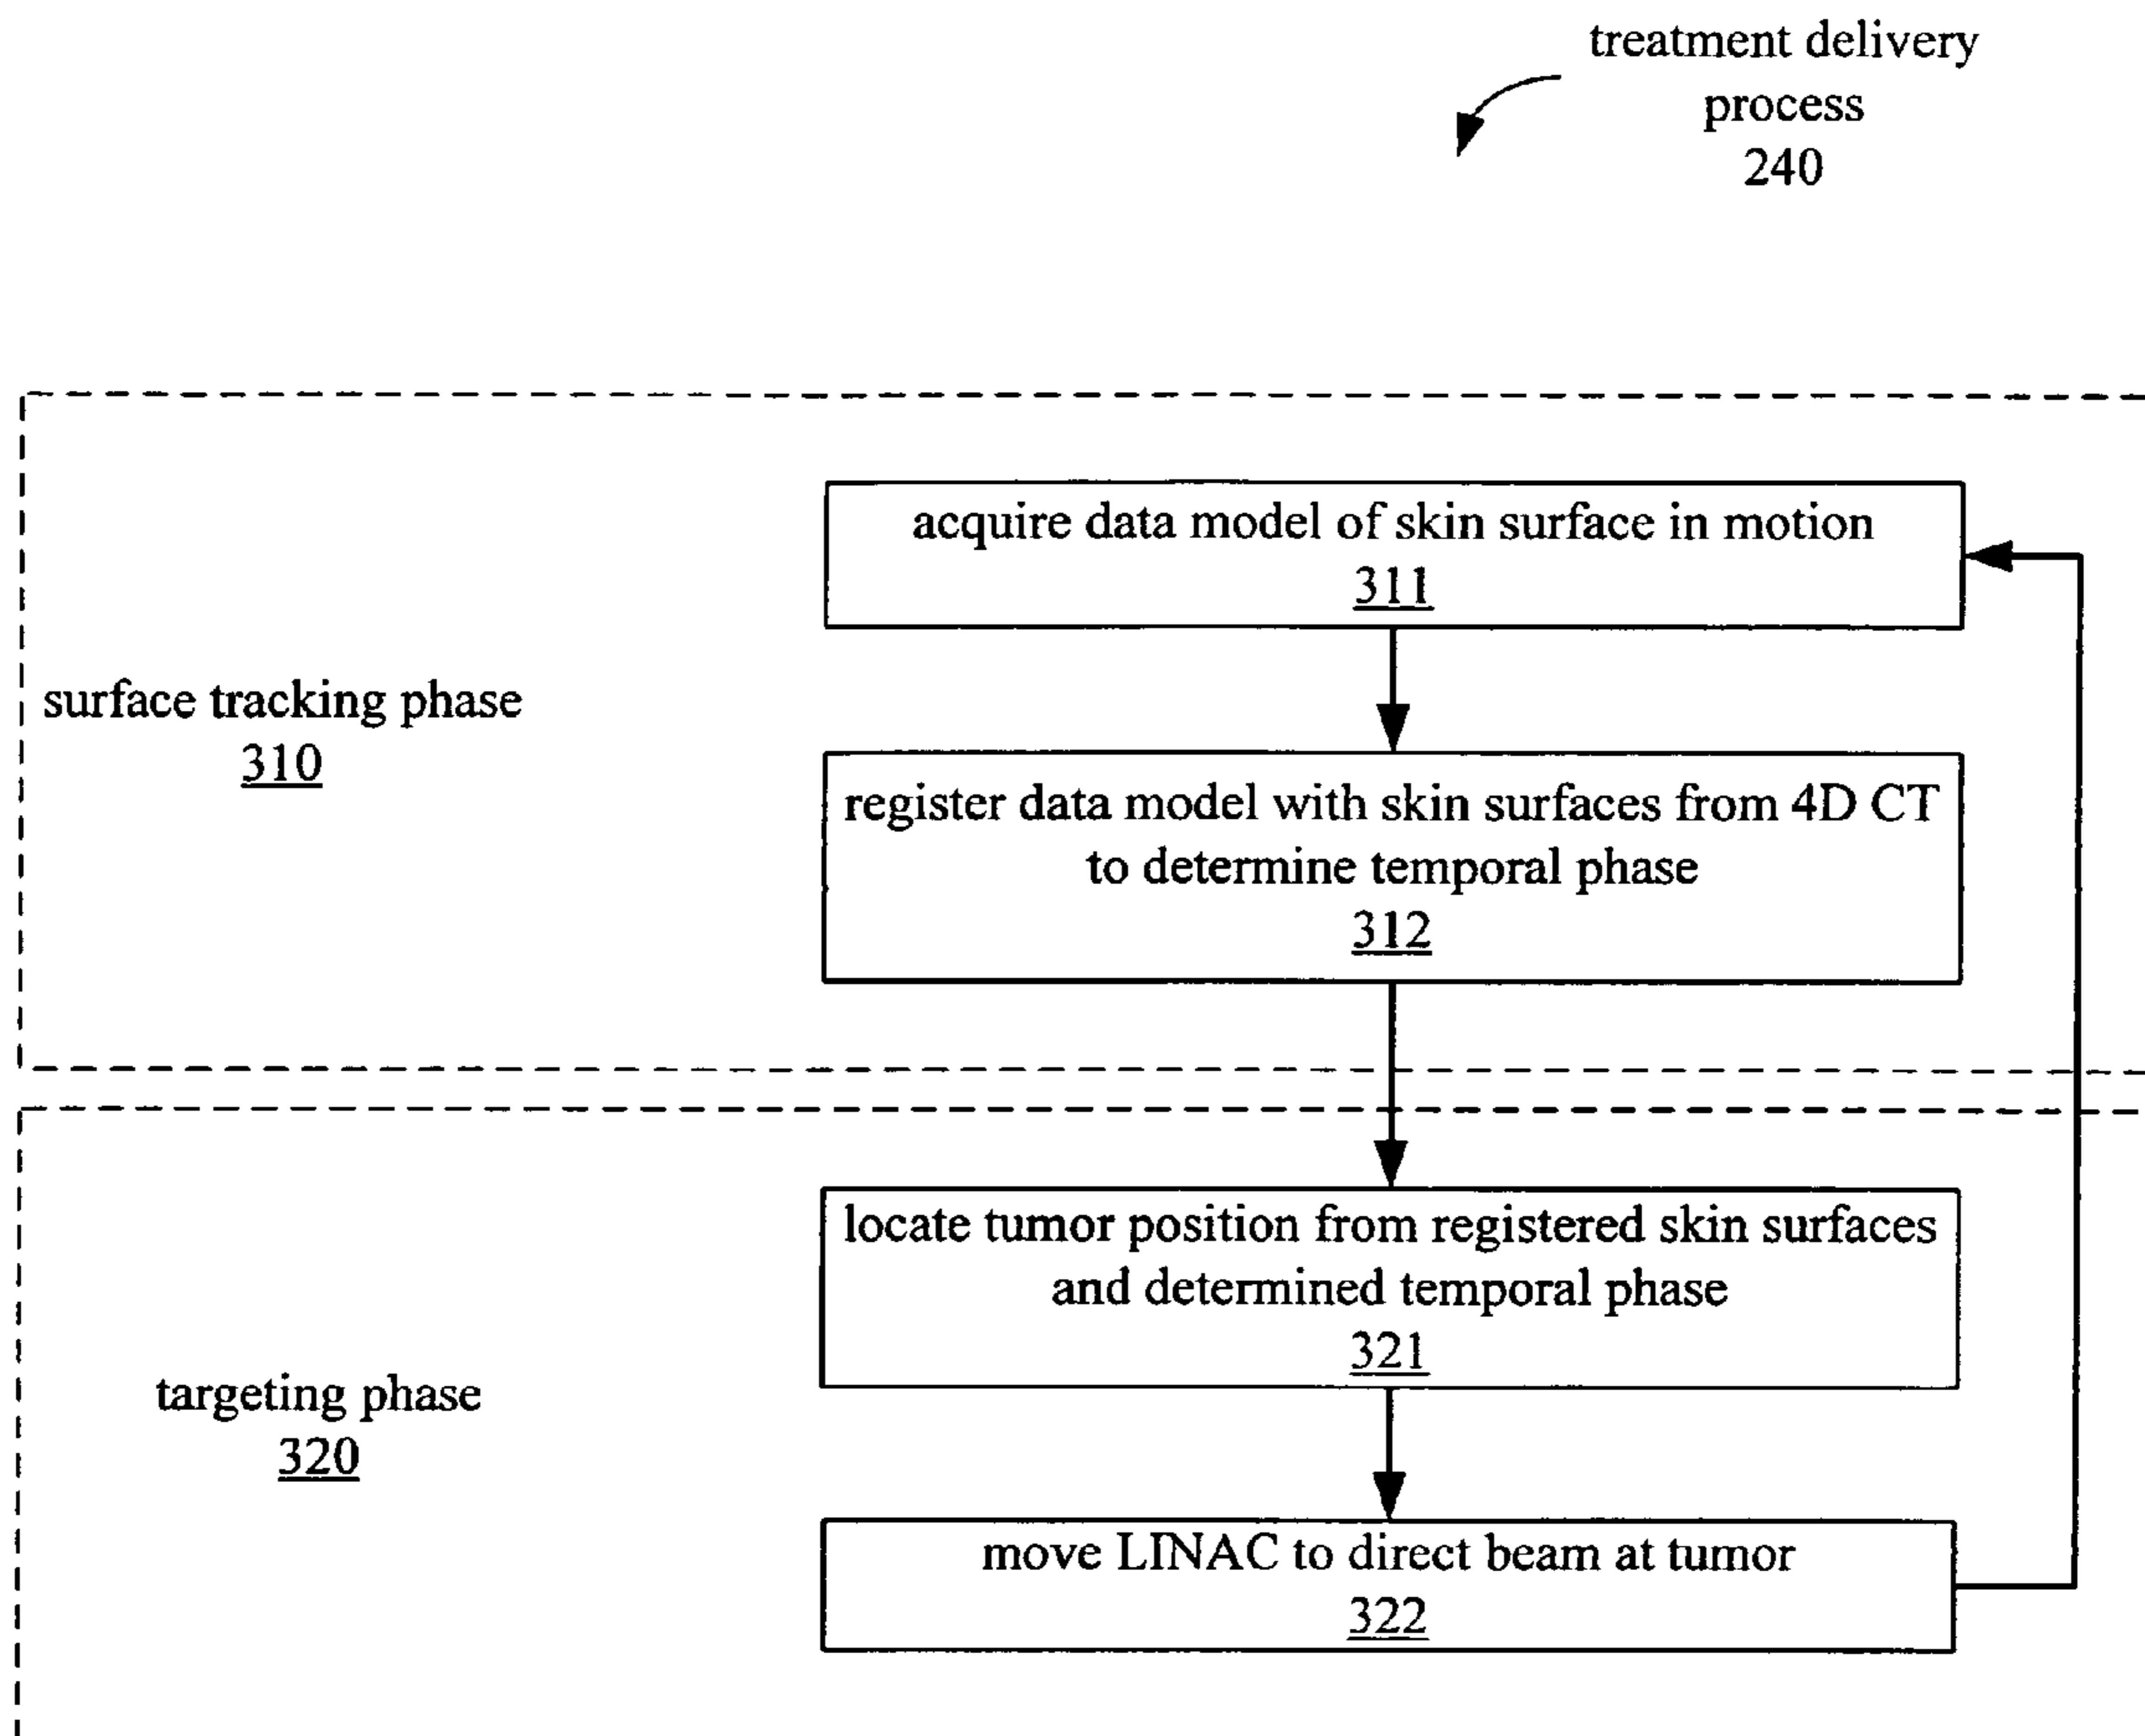 treatment delivery
process
240
acquire data model of skin surface in motion
311
surface tracking phase
310
register data model with skin surfaces from 4D CT
to determine temporal phase
312
locate tumor position from registered skin surfaces
and determined temporal phase
321
targeting phase
320
move LINAC to direct beam at tumor
322